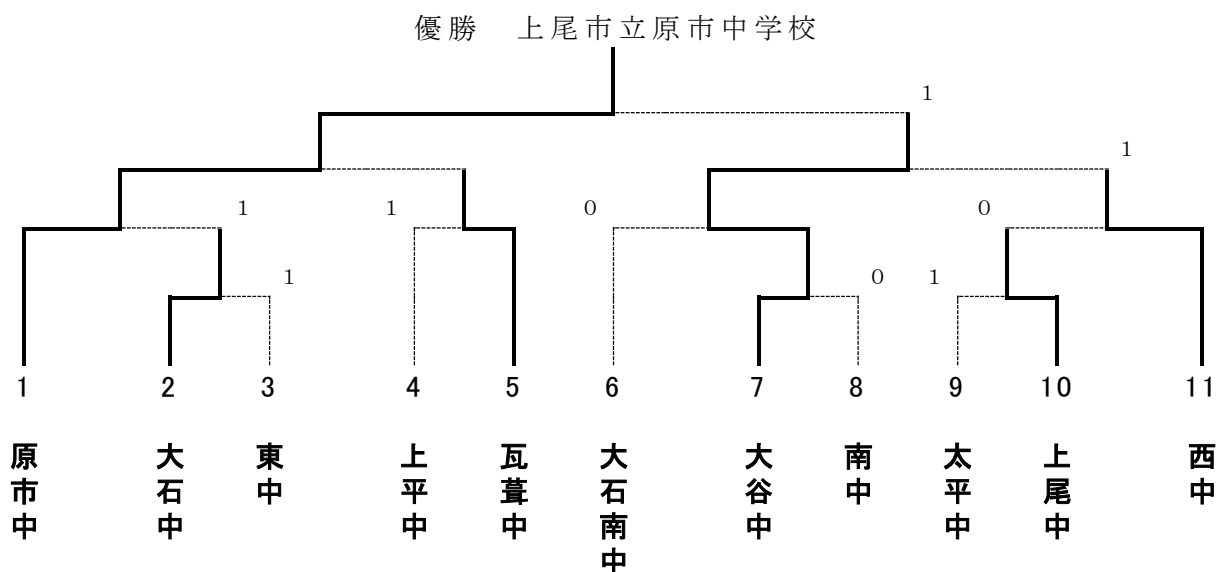 優勝　上尾市立原市中学校
1
1
1 1 0 0
1 0 1
1 2 3 4 5 6 7 8 9 10 11
原市中
大石中
東中
上平中
瓦葺中
大石南中
大谷中
南中
太平中
上尾中
西中